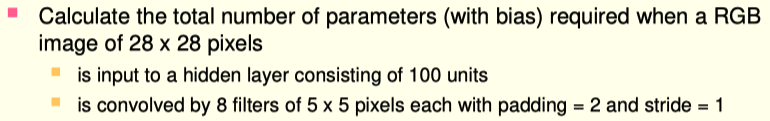 Calculate the total number of parameters (with bias) required when a RGB
image of 28 x 28 pixels
is input to a hidden layer consisting of 100 units
is convolved by 8 filters of 5 x 5 pixels each with padding = 2 and stride = 1